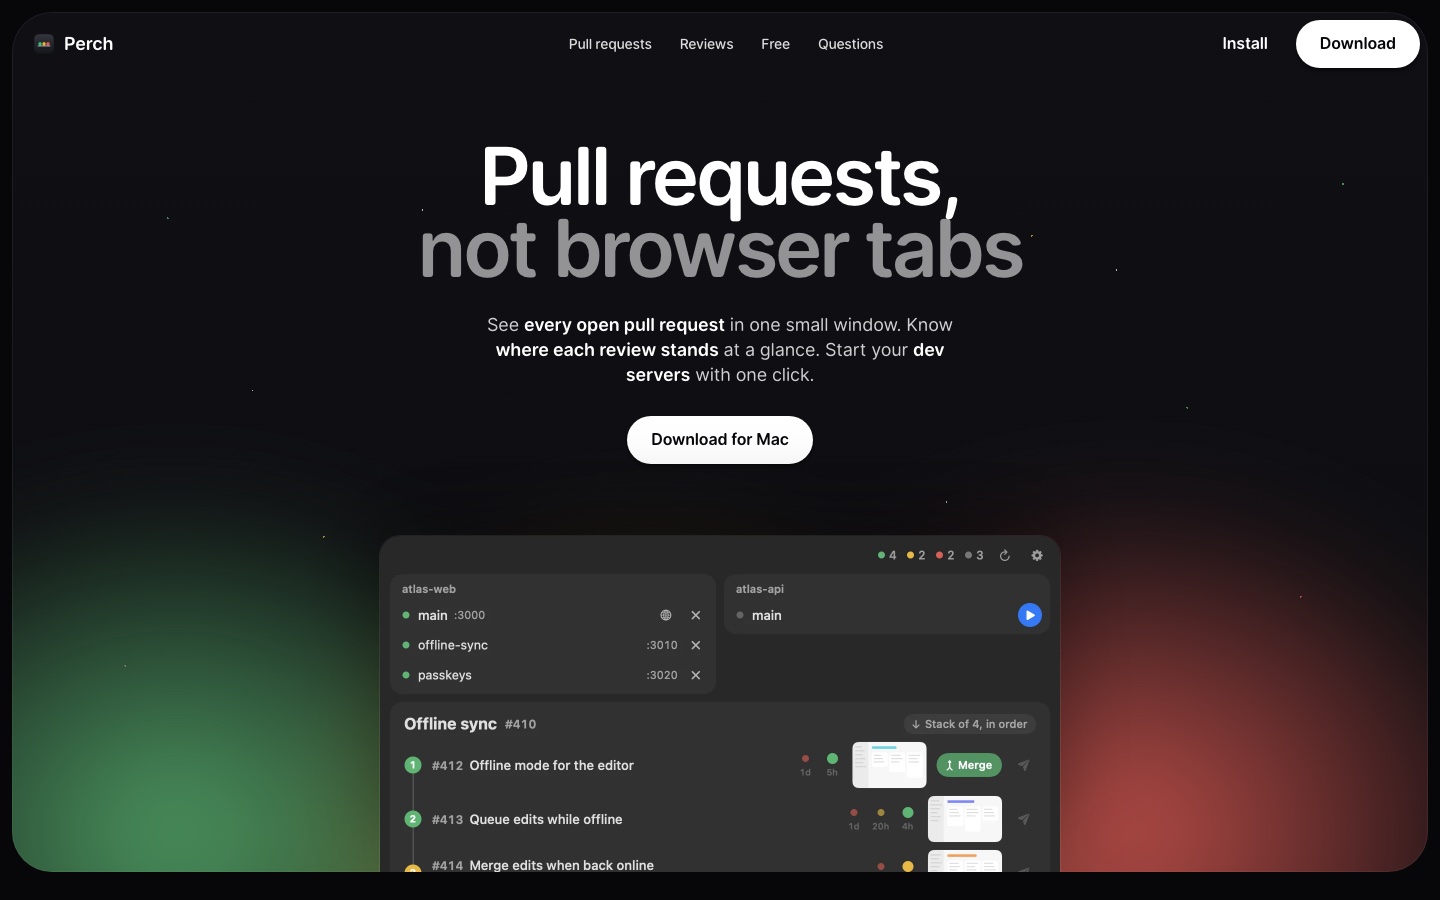 Perch
Pull requests
Reviews
Free
Questions
Install
Download
Pull requests,
not browser tabs
See every open pull request in one small window. Know
where each review stands at a glance. Start your dev
servers with one click.
Download for Mac
4 2 2 3
atlas-web
main :3000
offline-sync :3010
passkeys :3020
atlas-api
main
Offline sync #410
↓ Stack of 4, in order
1 #412 Offline mode for the editor
1d 5h
Merge
2 #413 Queue edits while offline
1d 20h 4h
#414 Merge edits when back online